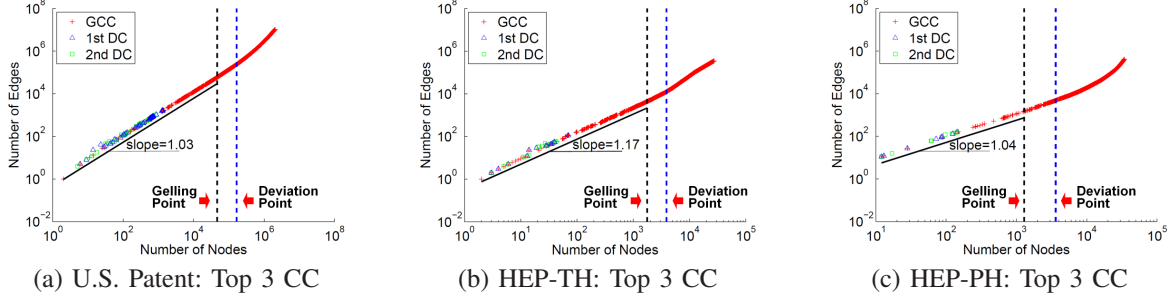 10^8
10^6
10^4
10^2
10^0
10^-2
Number of Edges
GCC
1st DC
2nd DC
slope=1.03
Gelling Point
Deviation Point
10^0 10^2 10^4 10^6 10^8
Number of Nodes
(a) U.S. Patent: Top 3 CC
10^8
10^6
10^4
10^2
10^0
10^-2
Number of Edges
GCC
1st DC
2nd DC
slope=1.17
Gelling Point
Deviation Point
10^0 10^1 10^2 10^3 10^4 10^5
Number of Nodes
(b) HEP-TH: Top 3 CC
10^8
10^6
10^4
10^2
10^0
10^-2
Number of Edges
GCC
1st DC
2nd DC
slope=1.04
Gelling Point
Deviation Point
10^1 10^2 10^3 10^4 10^5
Number of Nodes
(c) HEP-PH: Top 3 CC